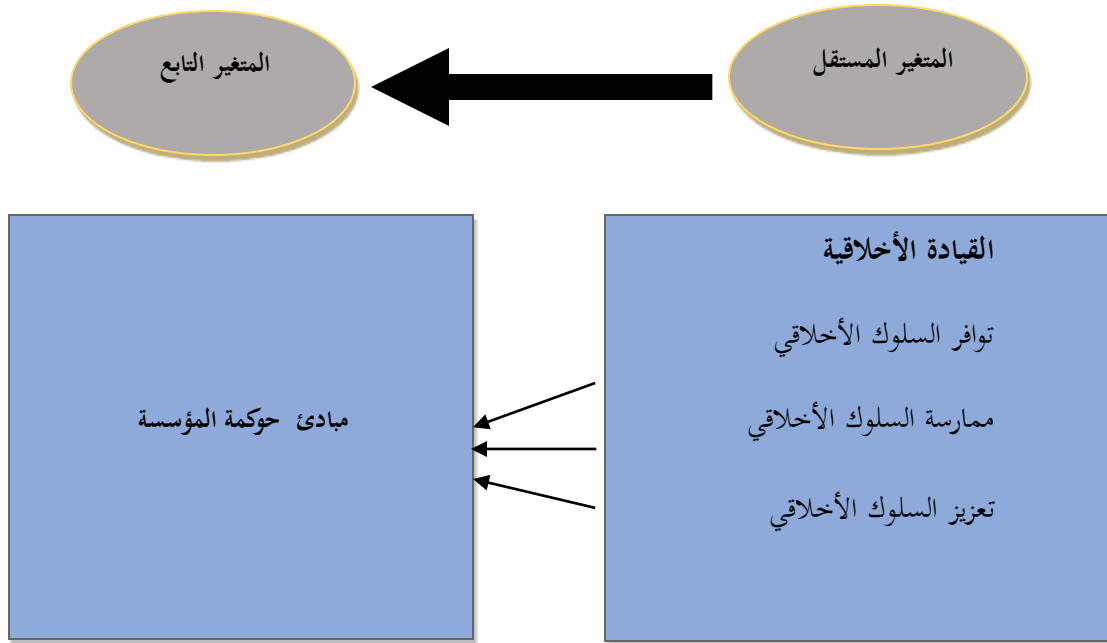 المتغير المستقل
المتغير التابع
القيادة الأخلاقية
توافر السلوك الأخلاقي
ممارسة السلوك الأخلاقي
تعزيز السلوك الأخلاقي
مبادئ حوكمة المؤسسة